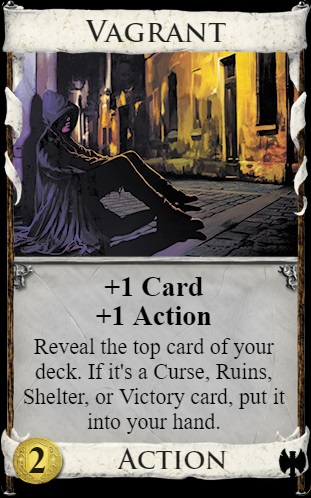 VAGRANT
+1 Card
+1 Action
Reveal the top card of your
deck. If it's a Curse, Ruins,
Shelter, or Victory card, put it
into your hand.
2
ACTION